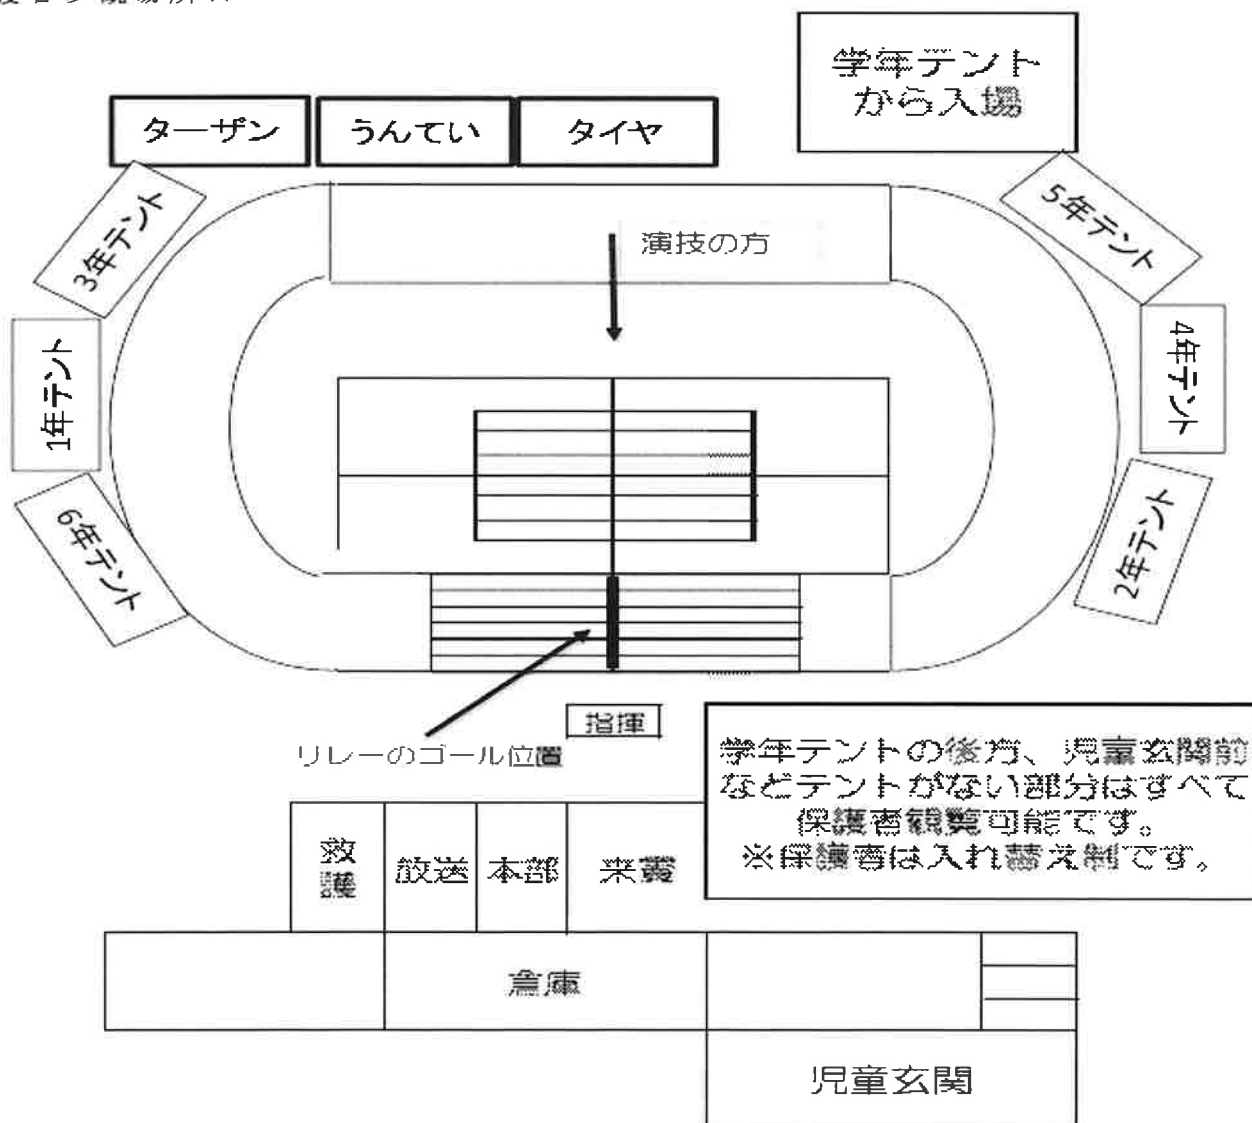 学年テント
から入場
ターザン
うんてい
タイヤ
3年テント
5年テント
演技の方
1年テント
4年テント
6年テント
2年テント
指揮
リレーのゴール位置
学年テントの後方、児童玄関前
などテントがない部分はすべて
保護者観覧可能です。
※保護者は入れ替え制です。
救
護
放送
本部
来賓
倉庫
児童玄関